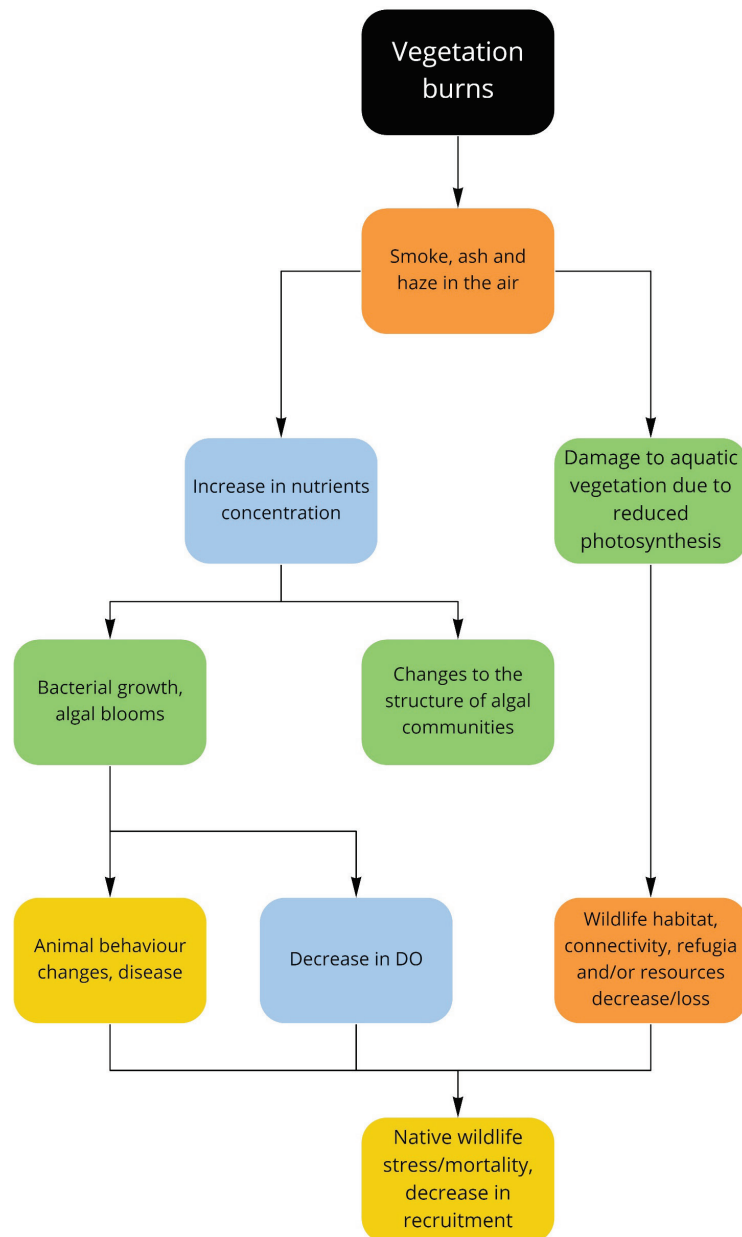 Vegetation
burns
Smoke, ash and
haze in the air
Increase in nutrients
concentration
Damage to aquatic
vegetation due to
reduced
photosynthesis
Bacterial growth,
algal blooms
Changes to the
structure of algal
communities
Animal behaviour
changes, disease
Decrease in DO
Wildlife habitat,
connectivity, refugia
and/or resources
decrease/loss
Native wildlife
stress/mortality,
decrease in
recruitment